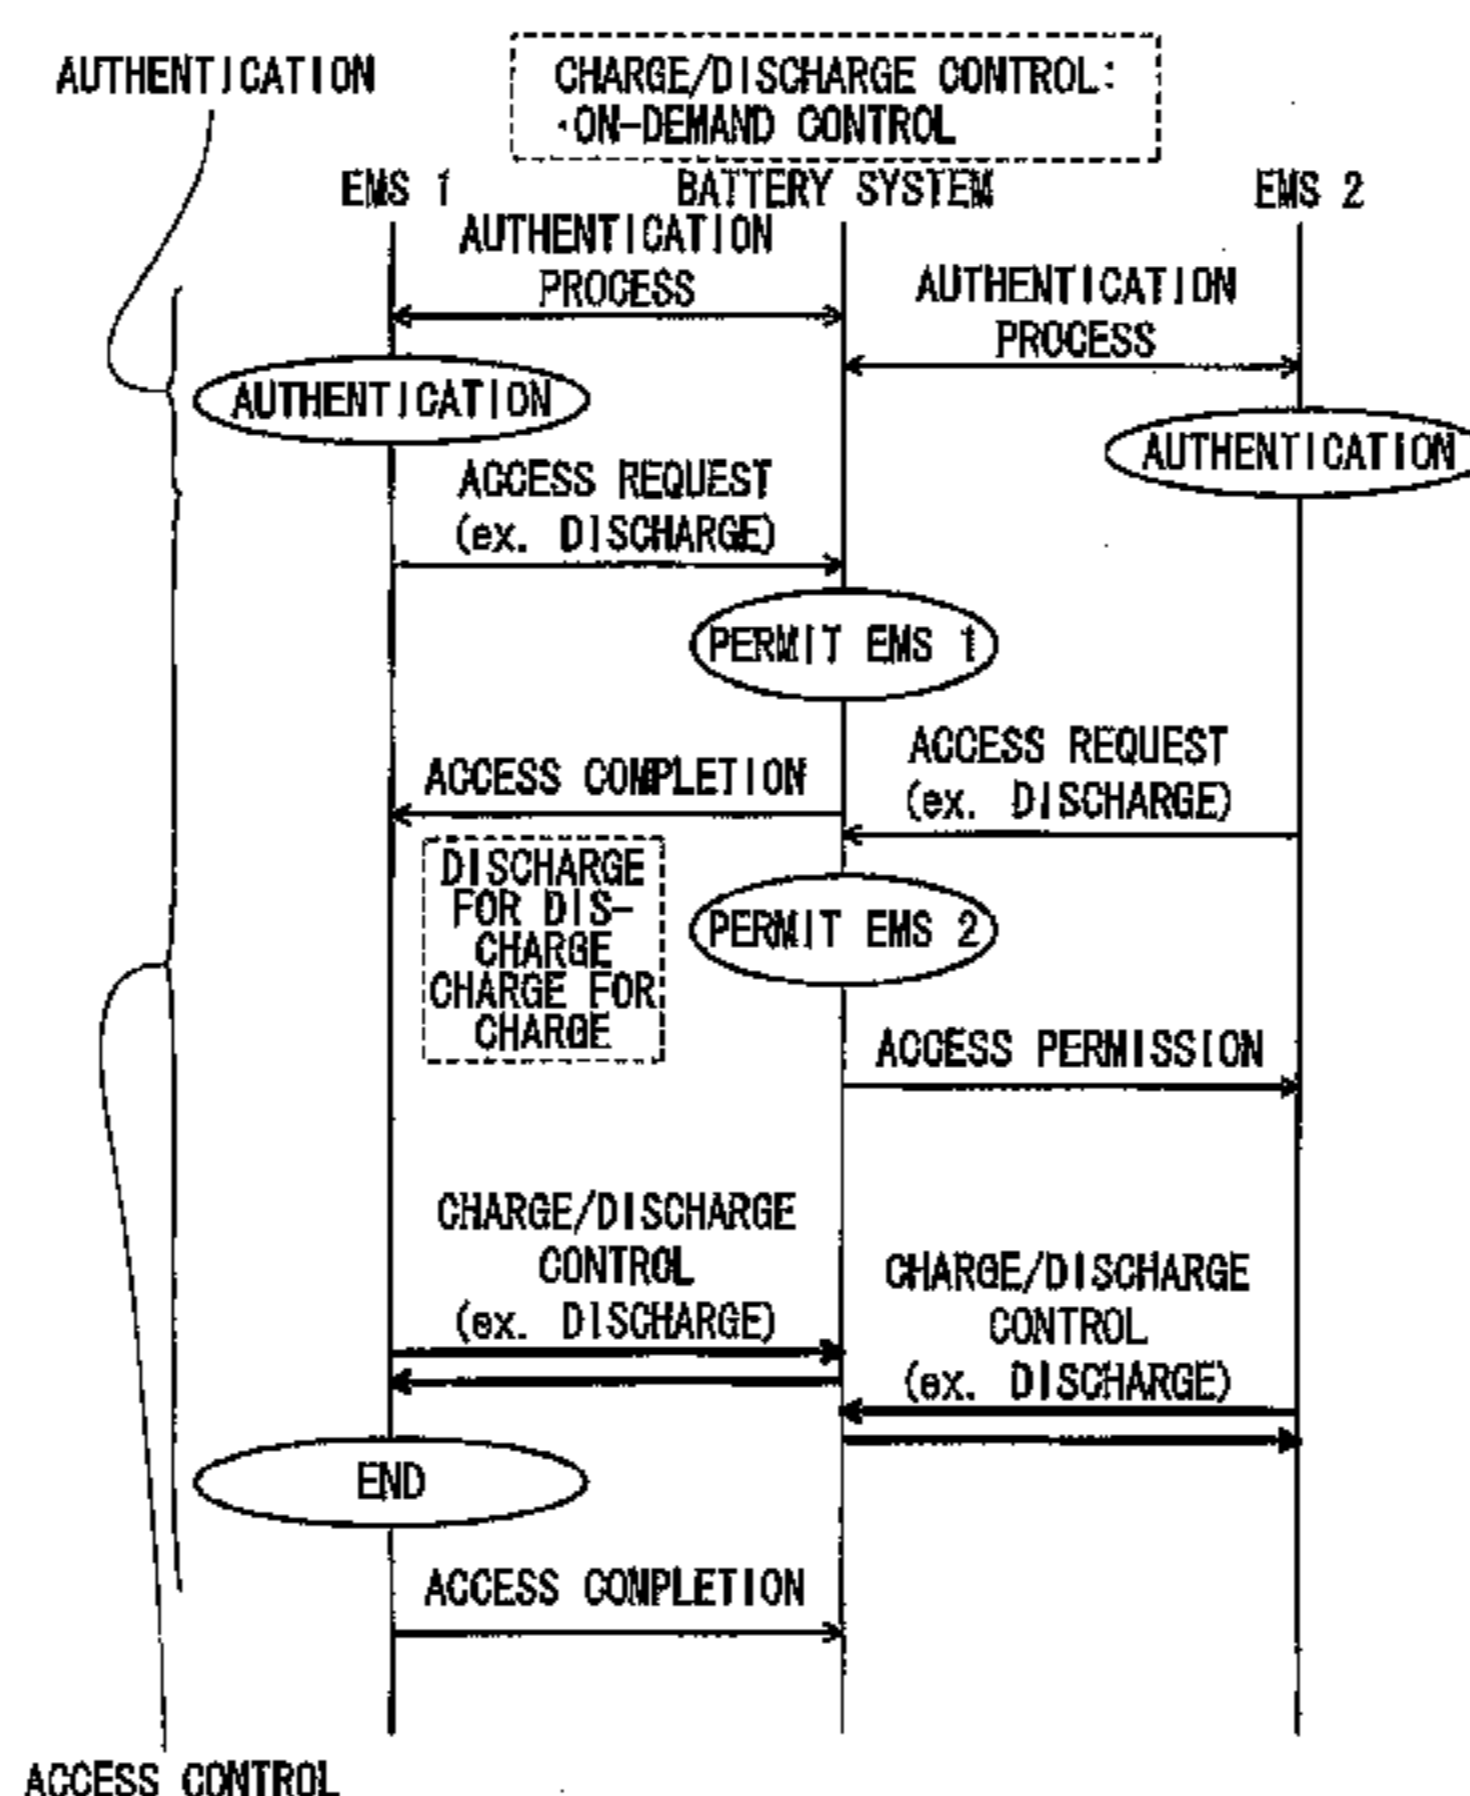 AUTHENTICATION
CHARGE/DISCHARGE CONTROL:
・ON-DEMAND CONTROL
EMS 1
BATTERY SYSTEM
EMS 2
AUTHENTICATION
PROCESS
AUTHENTICATION
PROCESS
AUTHENTICATION
AUTHENTICATION
ACCESS REQUEST
(ex. DISCHARGE)
PERMIT EMS 1
ACCESS REQUEST
(ex. DISCHARGE)
ACCESS COMPLETION
DISCHARGE
FOR DIS-
CHARGE
CHARGE FOR
CHARGE
PERMIT EMS 2
ACCESS PERMISSION
CHARGE/DISCHARGE
CONTROL
(ex. DISCHARGE)
CHARGE/DISCHARGE
CONTROL
(ex. DISCHARGE)
END
ACCESS COMPLETION
ACCESS CONTROL